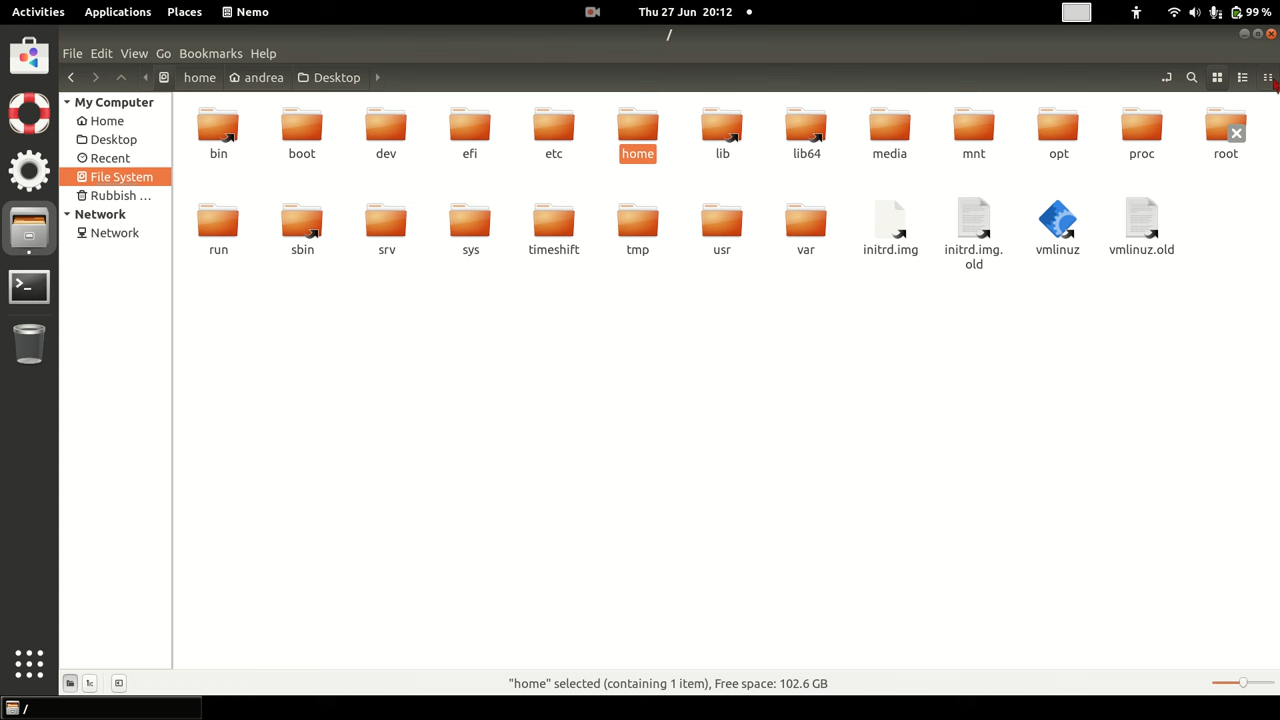 Activities Applications Places Nemo Thu 27 Jun 20:12 99 %
/
File Edit View Go Bookmarks Help
home andrea Desktop
My Computer
Home
Desktop
Recent
File System
Rubbish ...
Network
Network
bin boot dev efi etc home lib lib64 media mnt opt proc root
run sbin srv sys timeshift tmp usr var initrd.img initrd.img. vmlinuz vmlinuz.old
old
"home" selected (containing 1 item), Free space: 102.6 GB
/